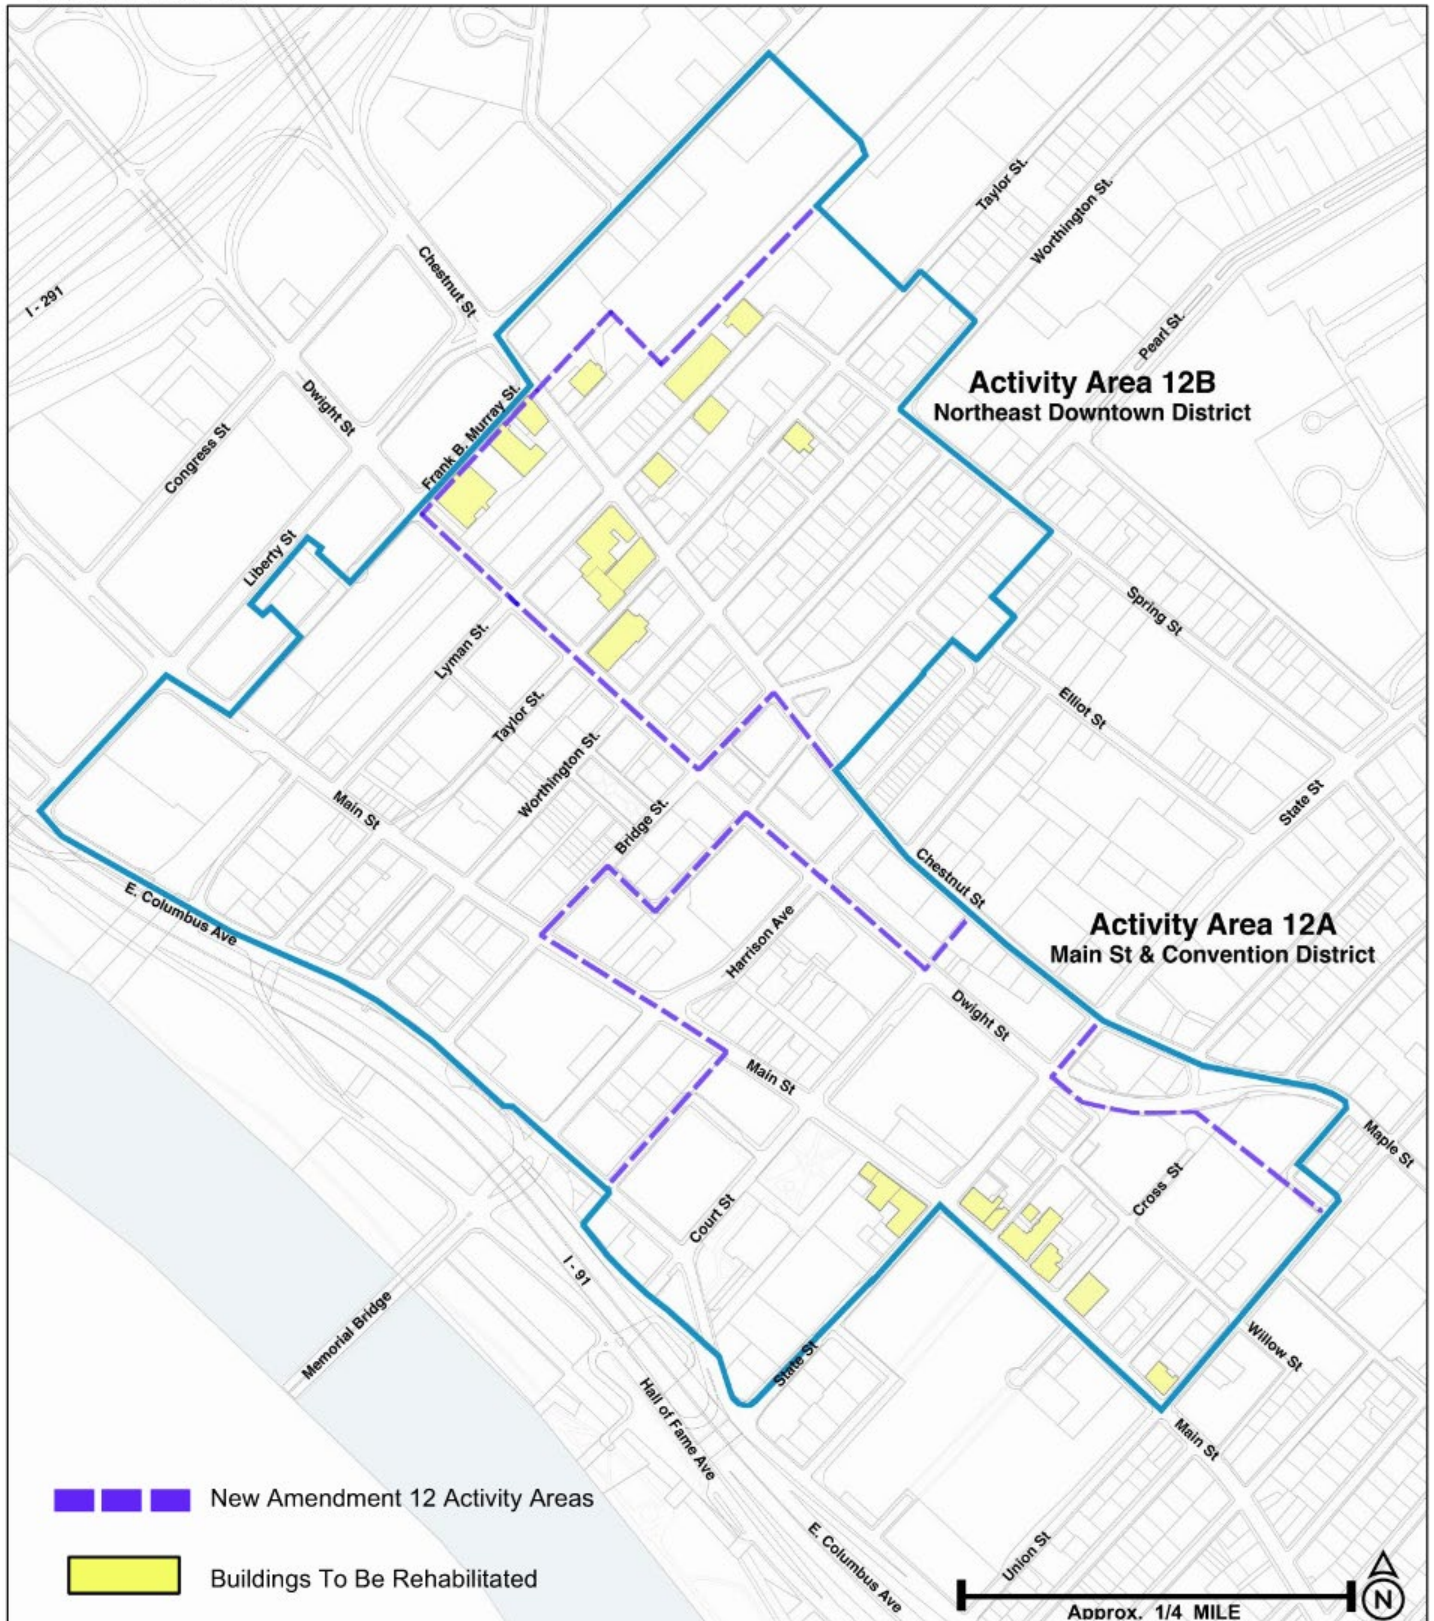 Taylor St.
Worthington St.
Chestnut St
I - 291
Pearl St.
Activity Area 12B
Northeast Downtown District
Dwight St
Frank B. Murray St.
Congress St
Liberty St
Spring St
Lyman St.
Elliot St
Taylor St.
Worthington St.
State St
Main St
Bridge St.
Chestnut St
E. Columbus Ave
Activity Area 12A
Main St & Convention District
Harrison Ave
Dwight St
Main St
Maple St
Cross St
Court St
I - 91
Memorial Bridge
Willow St
State St
Hall of Fame Ave
Main St
New Amendment 12 Activity Areas
E. Columbus Ave
Union St
Buildings To Be Rehabilitated
N
Approx. 1/4 MILE